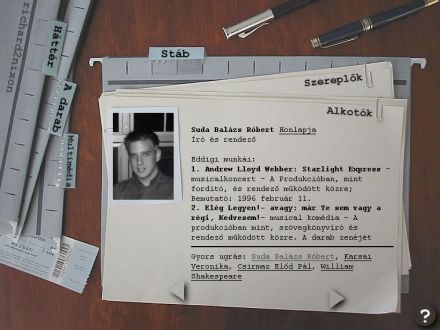 richard2nixon
Háttér
A darab
Multimédia
Stáb
Szereplők
Alkotók
Suda Balázs Róbert Honlapja
Író és rendező
Eddigi munkái:
1. Andrew Lloyd Webber: Starlight Express -
musicalkoncert - A Produkcióban, mint
fordító, és rendező működött közre;
Bemutató: 1996 február 11.
2. Elég Legyen!- avagy: már Te sem vagy a
régi, Kedvesem!- musical komédia - A
produkcióban mint, szövegkönyvíró és
rendező működött közre. A darab zenéjét
Gyors ugrás: Suda Balázs Róbert, Karsai
Veronika, Csirmaz Előd Pál, William
Shakespeare
?